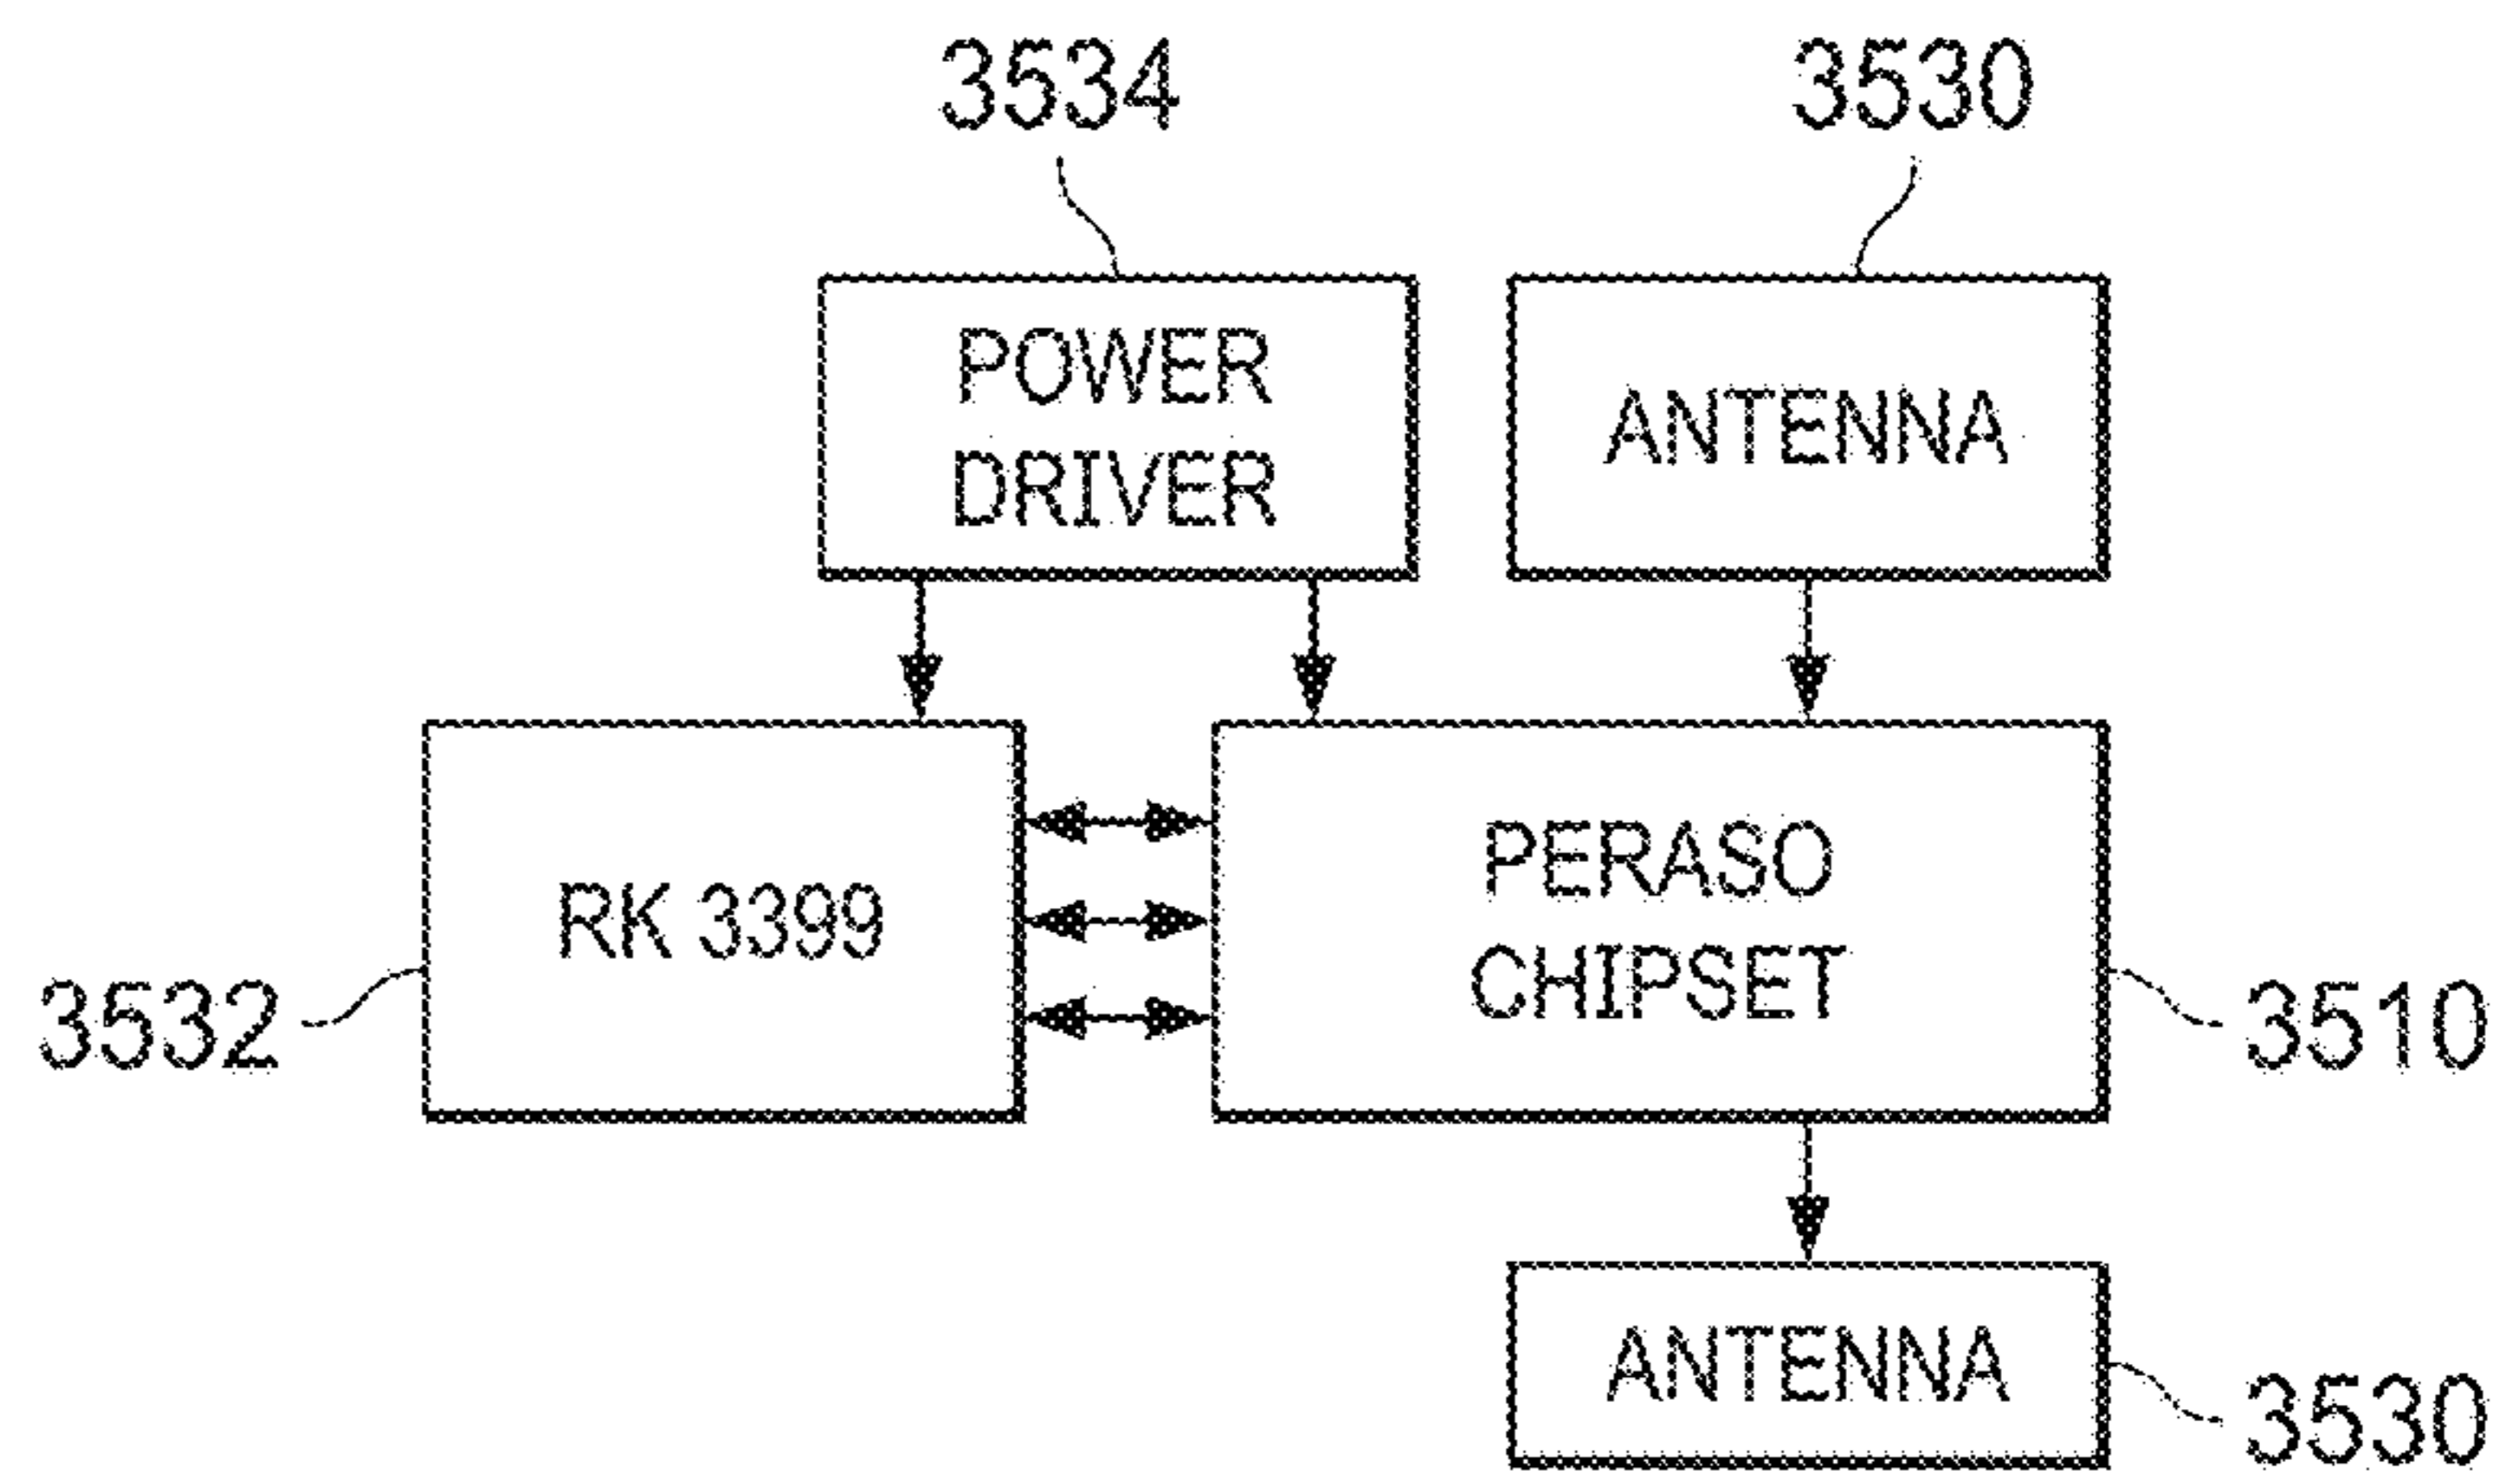 3534
3530
POWER
DRIVER
ANTENNA
RK 3399
PERASO
CHIPSET
3532
3510
ANTENNA
3530